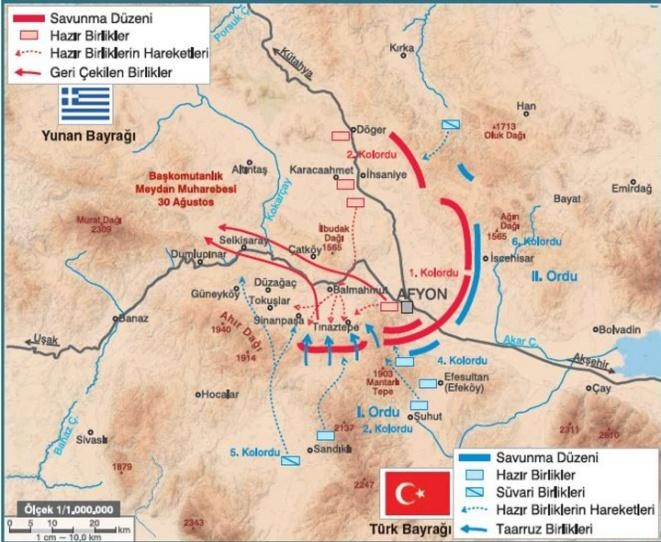 Savunma Düzeni
Hazır Birlikler
Hazır Birliklerin Hareketleri
Geri Çekilen Birlikler
Yunan Bayrağı
Porsuk Ç.
Kütahya
Kırka
Han
1713
Oluk Dağı
Döger
2. Kolordu
Altıntaş
Karacaahmet
İhsaniye
Emirdağ
Başkomutanlık
Meydan Muharebesi
30 Ağustos
Kokarçay
Bayat
Murat Dağı
2309
Ağın
Dağı
1565
6. Kolordu
İlbudak
Dağı
1565
Selkisaray
Çatköy
Dumlupınar
İscehisar
II. Ordu
1. Kolordu
Güneyköy
Düzağaç
Balmahmut
AFYON
Tokuşlar
Sinanpaşa
Tınaztepe
Banaz
Ahır Dağı
1940
1914
Uşak
Akar Ç.
Bolvadin
Akşehir
4. Kolordu
1903
Mantarlı
Tepe
Efesultan
(Efeköy)
Çay
Hocalar
I. Ordu
2. Kolordu
Şuhut
2137
Sandıklı
5. Kolordu
Banaz Ç.
Sivaslı
1879
2311
2610
2247
2343
Ölçek 1/1,000,000
0 5 10 20 km
1 cm ~ 10,0 km
Türk Bayrağı
Savunma Düzeni
Hazır Birlikler
Süvari Birlikleri
Hazır Birliklerin Hareketleri
Taarruz Birlikleri